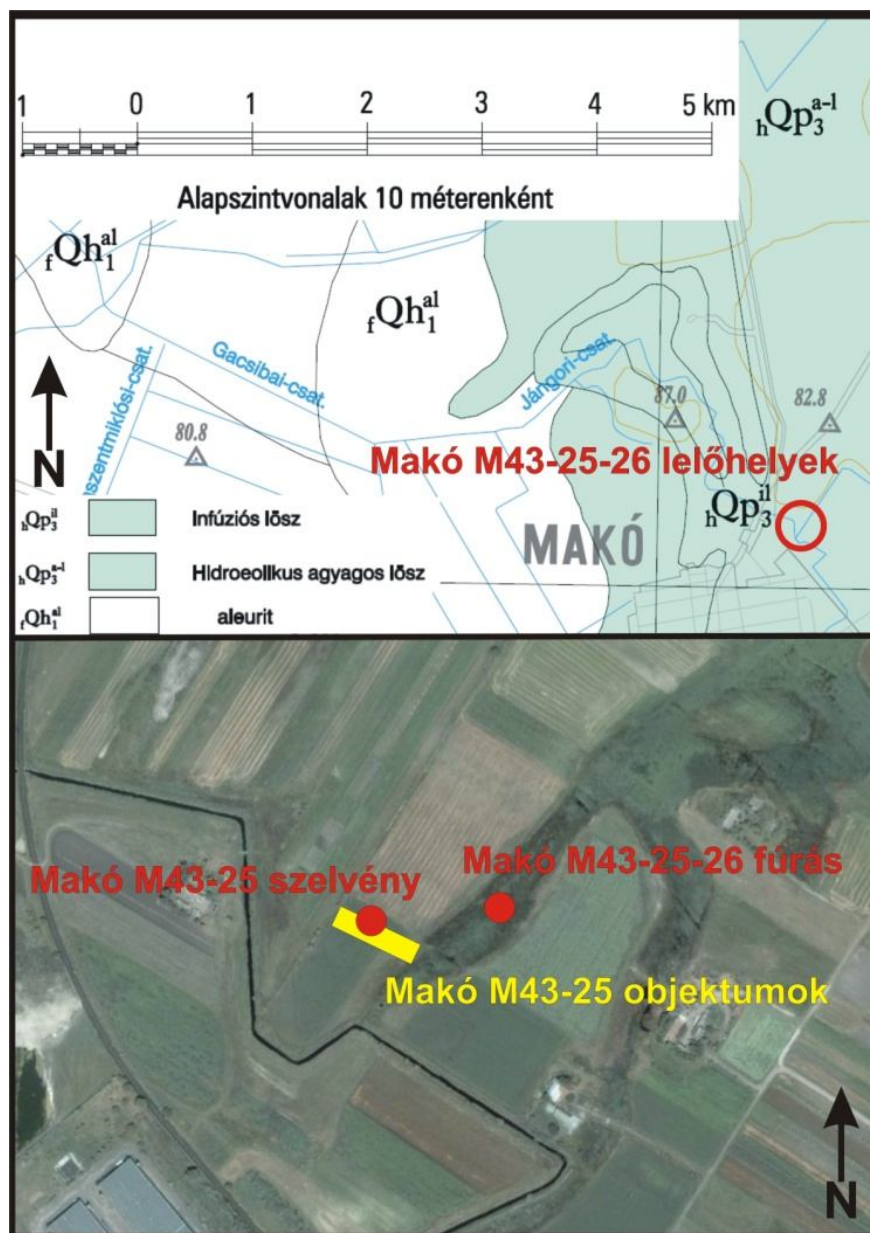 1 0 1 2 3 4 5 km
Alapszintvonalak 10 méterenként
hQp3a-l
fQh1al
fQh1al
Gacsibai-csat.
Jángori-csat.
szentmiklósi-csat.
80.8
87.0
82.8
Makó M43-25-26 lelőhelyek
hQp3il
MAKÓ
N
hQp3il Infúziós lösz
hQp3a-l Hidroeolikus agyagos lösz
fQh1al aleurit
Makó M43-25 szelvény
Makó M43-25-26 fúrás
Makó M43-25 objektumok
N